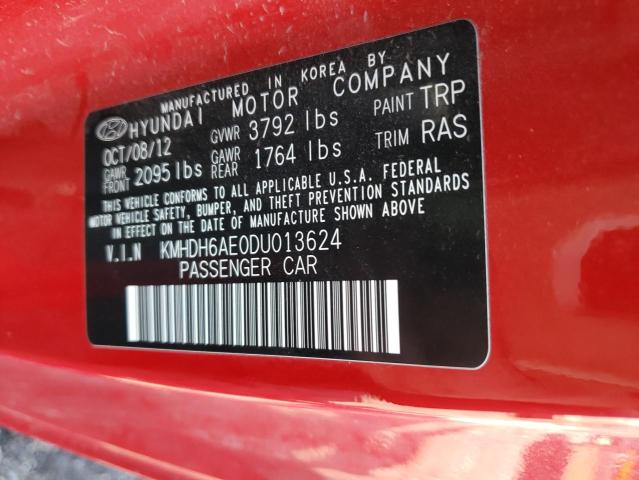 MANUFACTURED IN KOREA BY
HYUNDAI MOTOR COMPANY
OCT/08/12 GVWR 3792 lbs PAINT TRP
GAWR FRONT 2095 lbs GAWR REAR 1764 lbs TRIM RAS
THIS VEHICLE CONFORMS TO ALL APPLICABLE U.S.A. FEDERAL
MOTOR VEHICLE SAFETY, BUMPER, AND THEFT PREVENTION STANDARDS
IN EFFECT ON THE DATE OF MANUFACTURE SHOWN ABOVE
V.I.N KMHDH6AE0DU013624
PASSENGER CAR